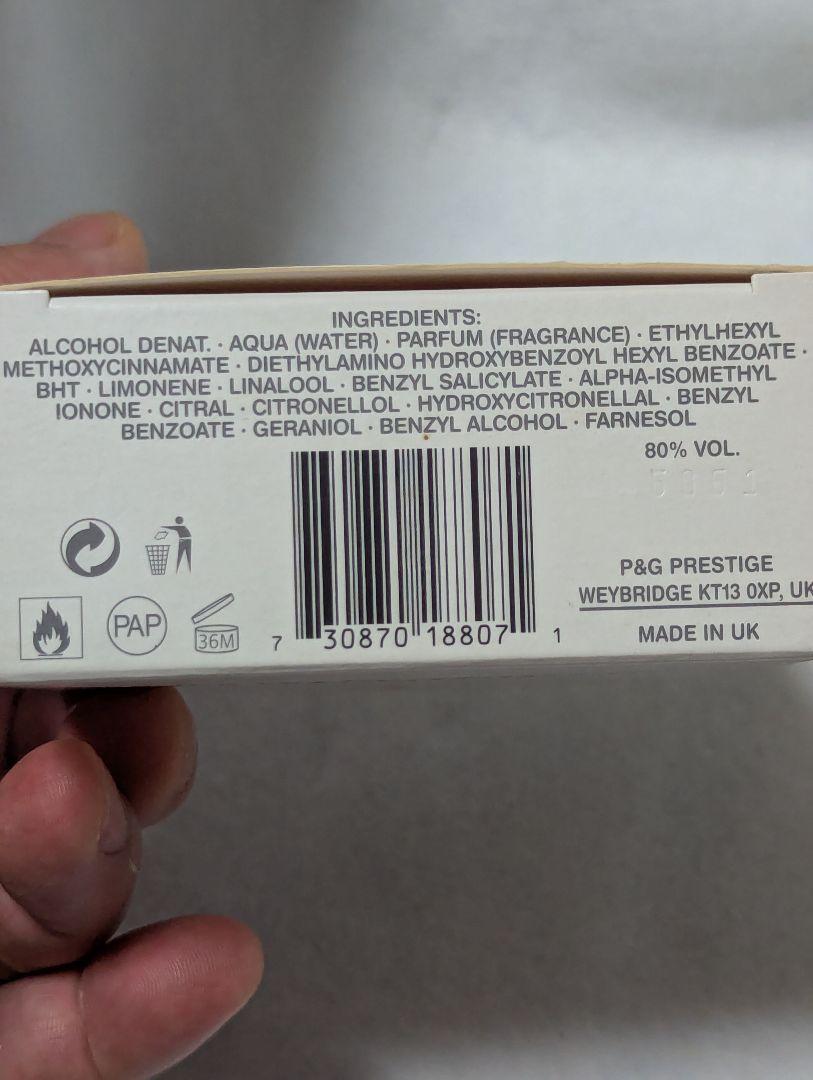 INGREDIENTS:
ALCOHOL DENAT. · AQUA (WATER) · PARFUM (FRAGRANCE) · ETHYLHEXYL
METHOXYCINNAMATE · DIETHYLAMINO HYDROXYBENZOYL HEXYL BENZOATE ·
BHT · LIMONENE · LINALOOL · BENZYL SALICYLATE · ALPHA-ISOMETHYL
IONONE · CITRAL · CITRONELLOL · HYDROXYCITRONELLAL · BENZYL
BENZOATE · GERANIOL · BENZYL ALCOHOL · FARNESOL
80% VOL.
P&G PRESTIGE
WEYBRIDGE KT13 0XP, UK
MADE IN UK
PAP
36M
7 30870 18807 1